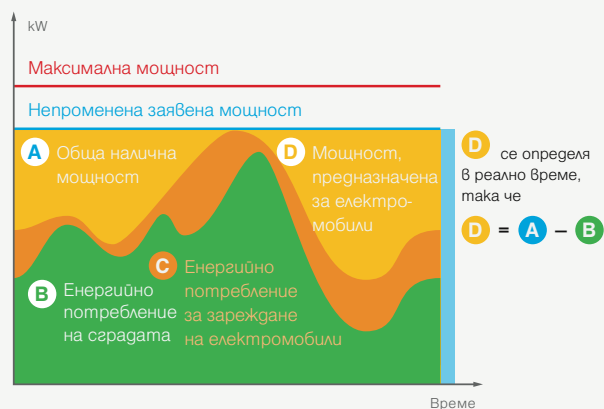 kW
Максимална мощност
Непроменена заявена мощност
A Обща налична
мощност
D Мощност,
предназначена
за електро-
мобили
D се определя
в реално време,
така че
D = A – B
C Енергийно
потребление
за зареждане
на електромобили
B Енергийно
потребление
на сградата
Време